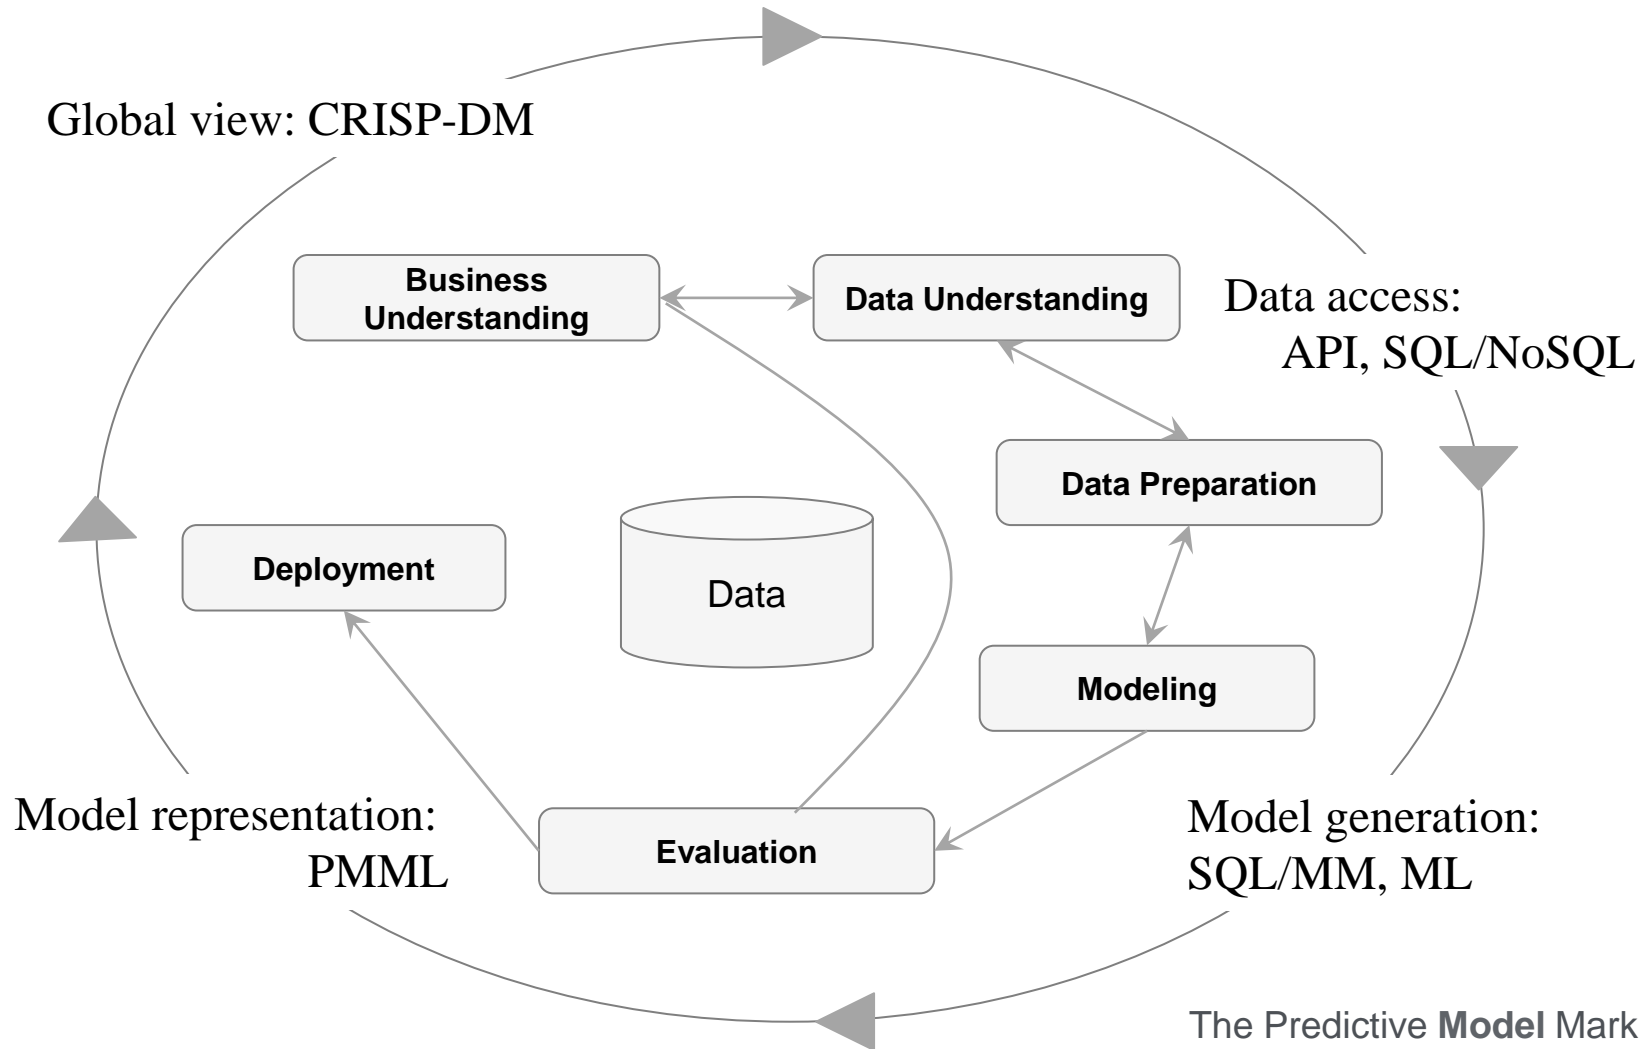 Global view: CRISP-DM
Business
Understanding
Data Understanding
Data access:
API, SQL/NoSQL
Data Preparation
Deployment
Data
Modeling
Model representation:
PMML
Evaluation
Model generation:
SQL/MM, ML
The Predictive Model Mark